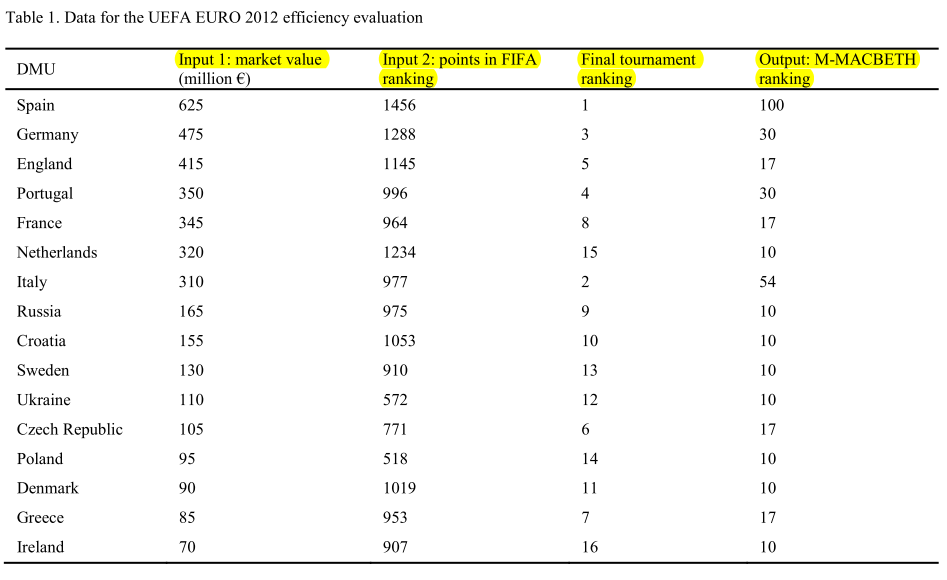 Table 1. Data for the UEFA EURO 2012 efficiency evaluation
DMU Input 1: market value (million €) Input 2: points in FIFA ranking Final tournament ranking Output: M-MACBETH ranking
Spain 625 1456 1 100
Germany 475 1288 3 30
England 415 1145 5 17
Portugal 350 996 4 30
France 345 964 8 17
Netherlands 320 1234 15 10
Italy 310 977 2 54
Russia 165 975 9 10
Croatia 155 1053 10 10
Sweden 130 910 13 10
Ukraine 110 572 12 10
Czech Republic 105 771 6 17
Poland 95 518 14 10
Denmark 90 1019 11 10
Greece 85 953 7 17
Ireland 70 907 16 10